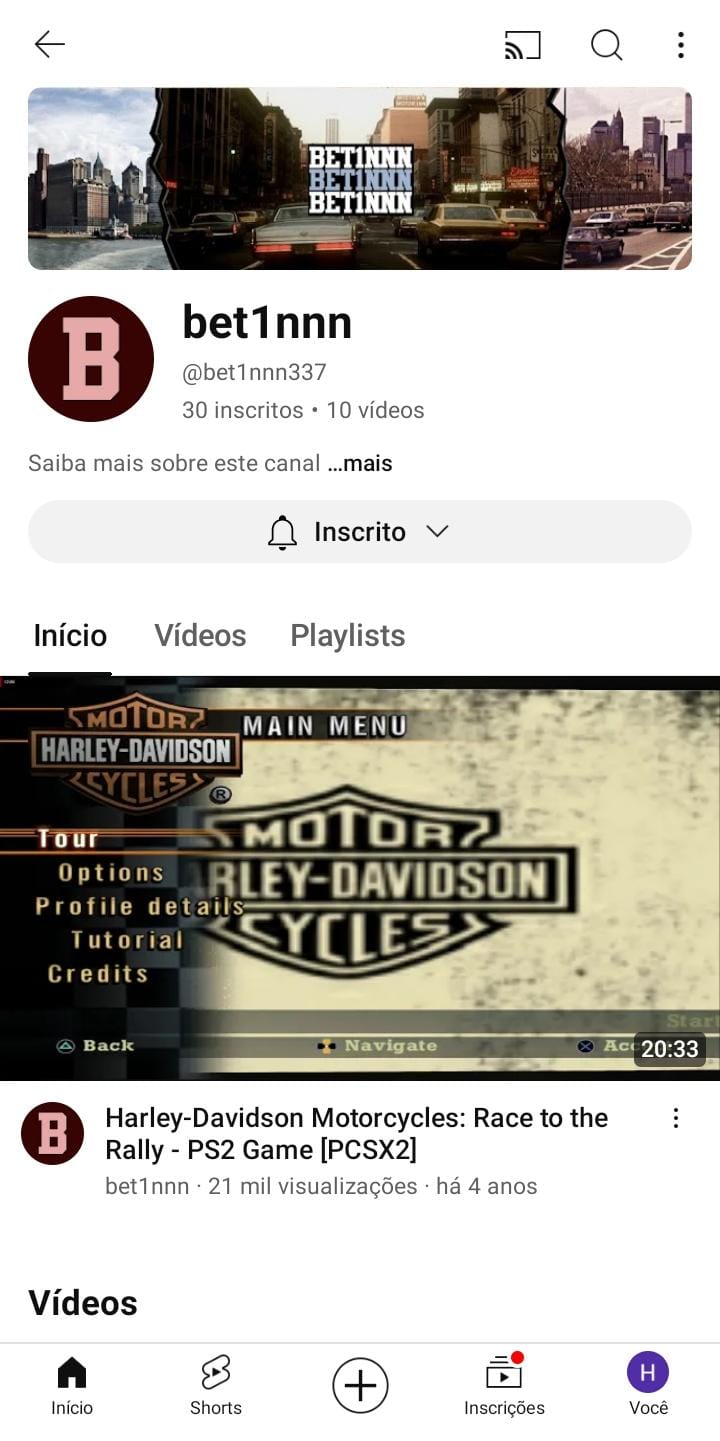 BET1NNN
BET1NNN
BET1NNN
B
bet1nnn
@bet1nnn337
30 inscritos • 10 vídeos
Saiba mais sobre este canal ...mais
Inscrito
Início
Vídeos
Playlists
MOTOR
HARLEY-DAVIDSON
CYCLES
®
MAIN MENU
MOTOR
RLEY-DAVIDSON
CYCLES
Tour
Options
Profile details
Tutorial
Credits
Start
Back
Navigate
Acc
20:33
B
Harley-Davidson Motorcycles: Race to the
Rally - PS2 Game [PCSX2]
bet1nnn · 21 mil visualizações · há 4 anos
Vídeos
H
Início
Shorts
Inscrições
Você